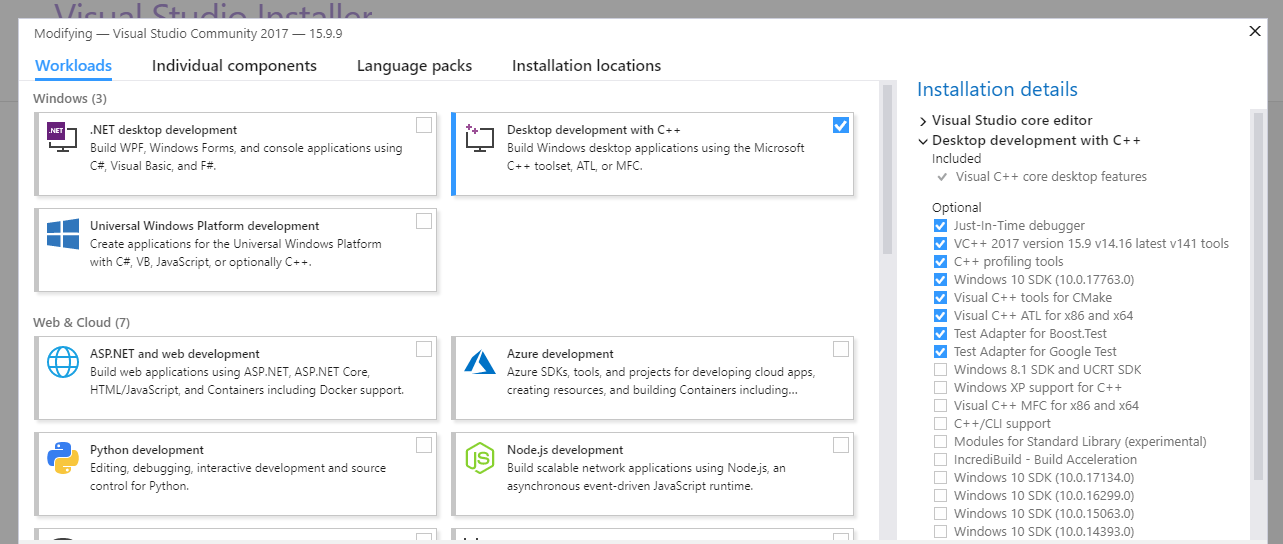 Visual Studio Installer
Modifying — Visual Studio Community 2017 — 15.9.9
Workloads
Individual components
Language packs
Installation locations
Windows (3)
.NET
.NET desktop development
Build WPF, Windows Forms, and console applications using
C#, Visual Basic, and F#.
Desktop development with C++
Build Windows desktop applications using the Microsoft
C++ toolset, ATL, or MFC.
Universal Windows Platform development
Create applications for the Universal Windows Platform
with C#, VB, JavaScript, or optionally C++.
Web & Cloud (7)
ASP.NET and web development
Build web applications using ASP.NET, ASP.NET Core,
HTML/JavaScript, and Containers including Docker support.
Azure development
Azure SDKs, tools, and projects for developing cloud apps,
creating resources, and building Containers including...
Python development
Editing, debugging, interactive development and source
control for Python.
JS
Node.js development
Build scalable network applications using Node.js, an
asynchronous event-driven JavaScript runtime.
Installation details
Visual Studio core editor
Desktop development with C++
Included
Visual C++ core desktop features
Optional
Just-In-Time debugger
VC++ 2017 version 15.9 v14.16 latest v141 tools
C++ profiling tools
Windows 10 SDK (10.0.17763.0)
Visual C++ tools for CMake
Visual C++ ATL for x86 and x64
Test Adapter for Boost.Test
Test Adapter for Google Test
Windows 8.1 SDK and UCRT SDK
Windows XP support for C++
Visual C++ MFC for x86 and x64
C++/CLI support
Modules for Standard Library (experimental)
IncrediBuild - Build Acceleration
Windows 10 SDK (10.0.17134.0)
Windows 10 SDK (10.0.16299.0)
Windows 10 SDK (10.0.15063.0)
Windows 10 SDK (10.0.14393.0)